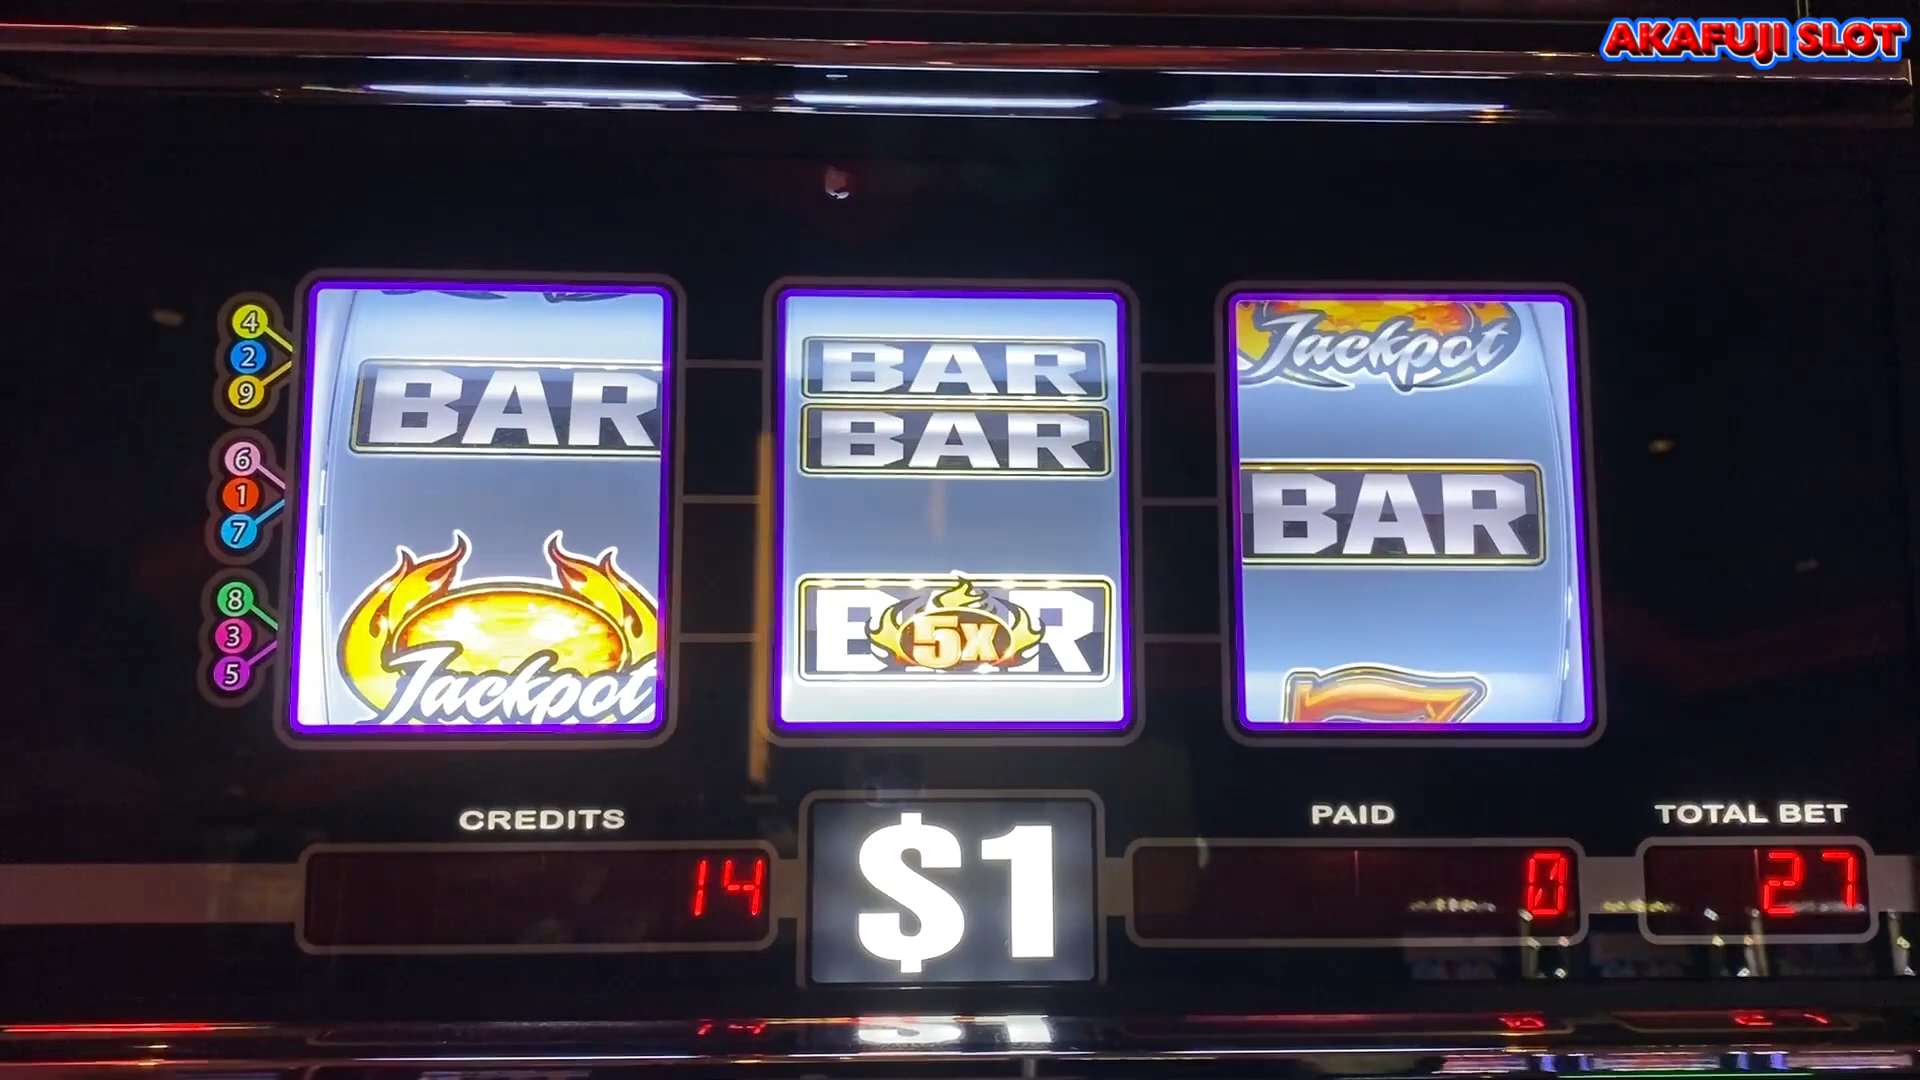 AKAFUJI SLOT
4
2
9
6
1
7
8
3
5
BAR
Jackpot
BAR
BAR
BAR
5x
Jackpot
BAR
CREDITS
14
$1
PAID
0
TOTAL BET
27